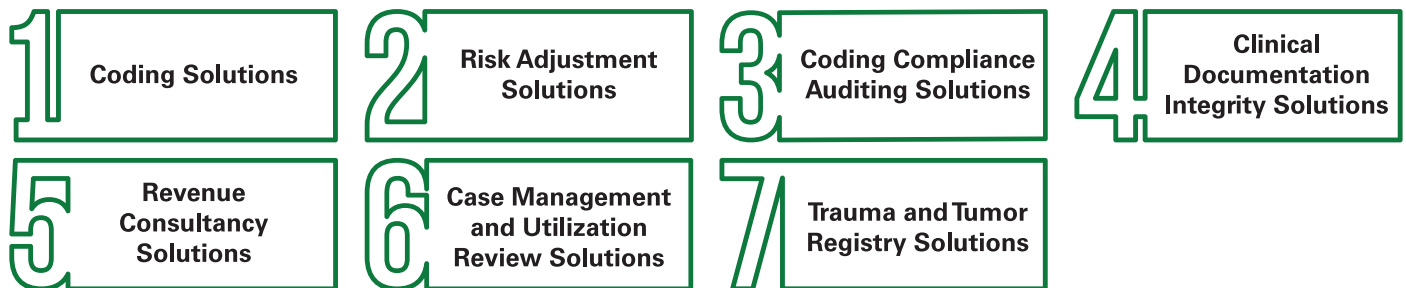 1
Coding Solutions
2
Risk Adjustment
Solutions
3
Coding Compliance
Auditing Solutions
4
Clinical
Documentation
Integrity Solutions
5
Revenue
Consultancy
Solutions
6
Case Management
and Utilization
Review Solutions
7
Trauma and Tumor
Registry Solutions